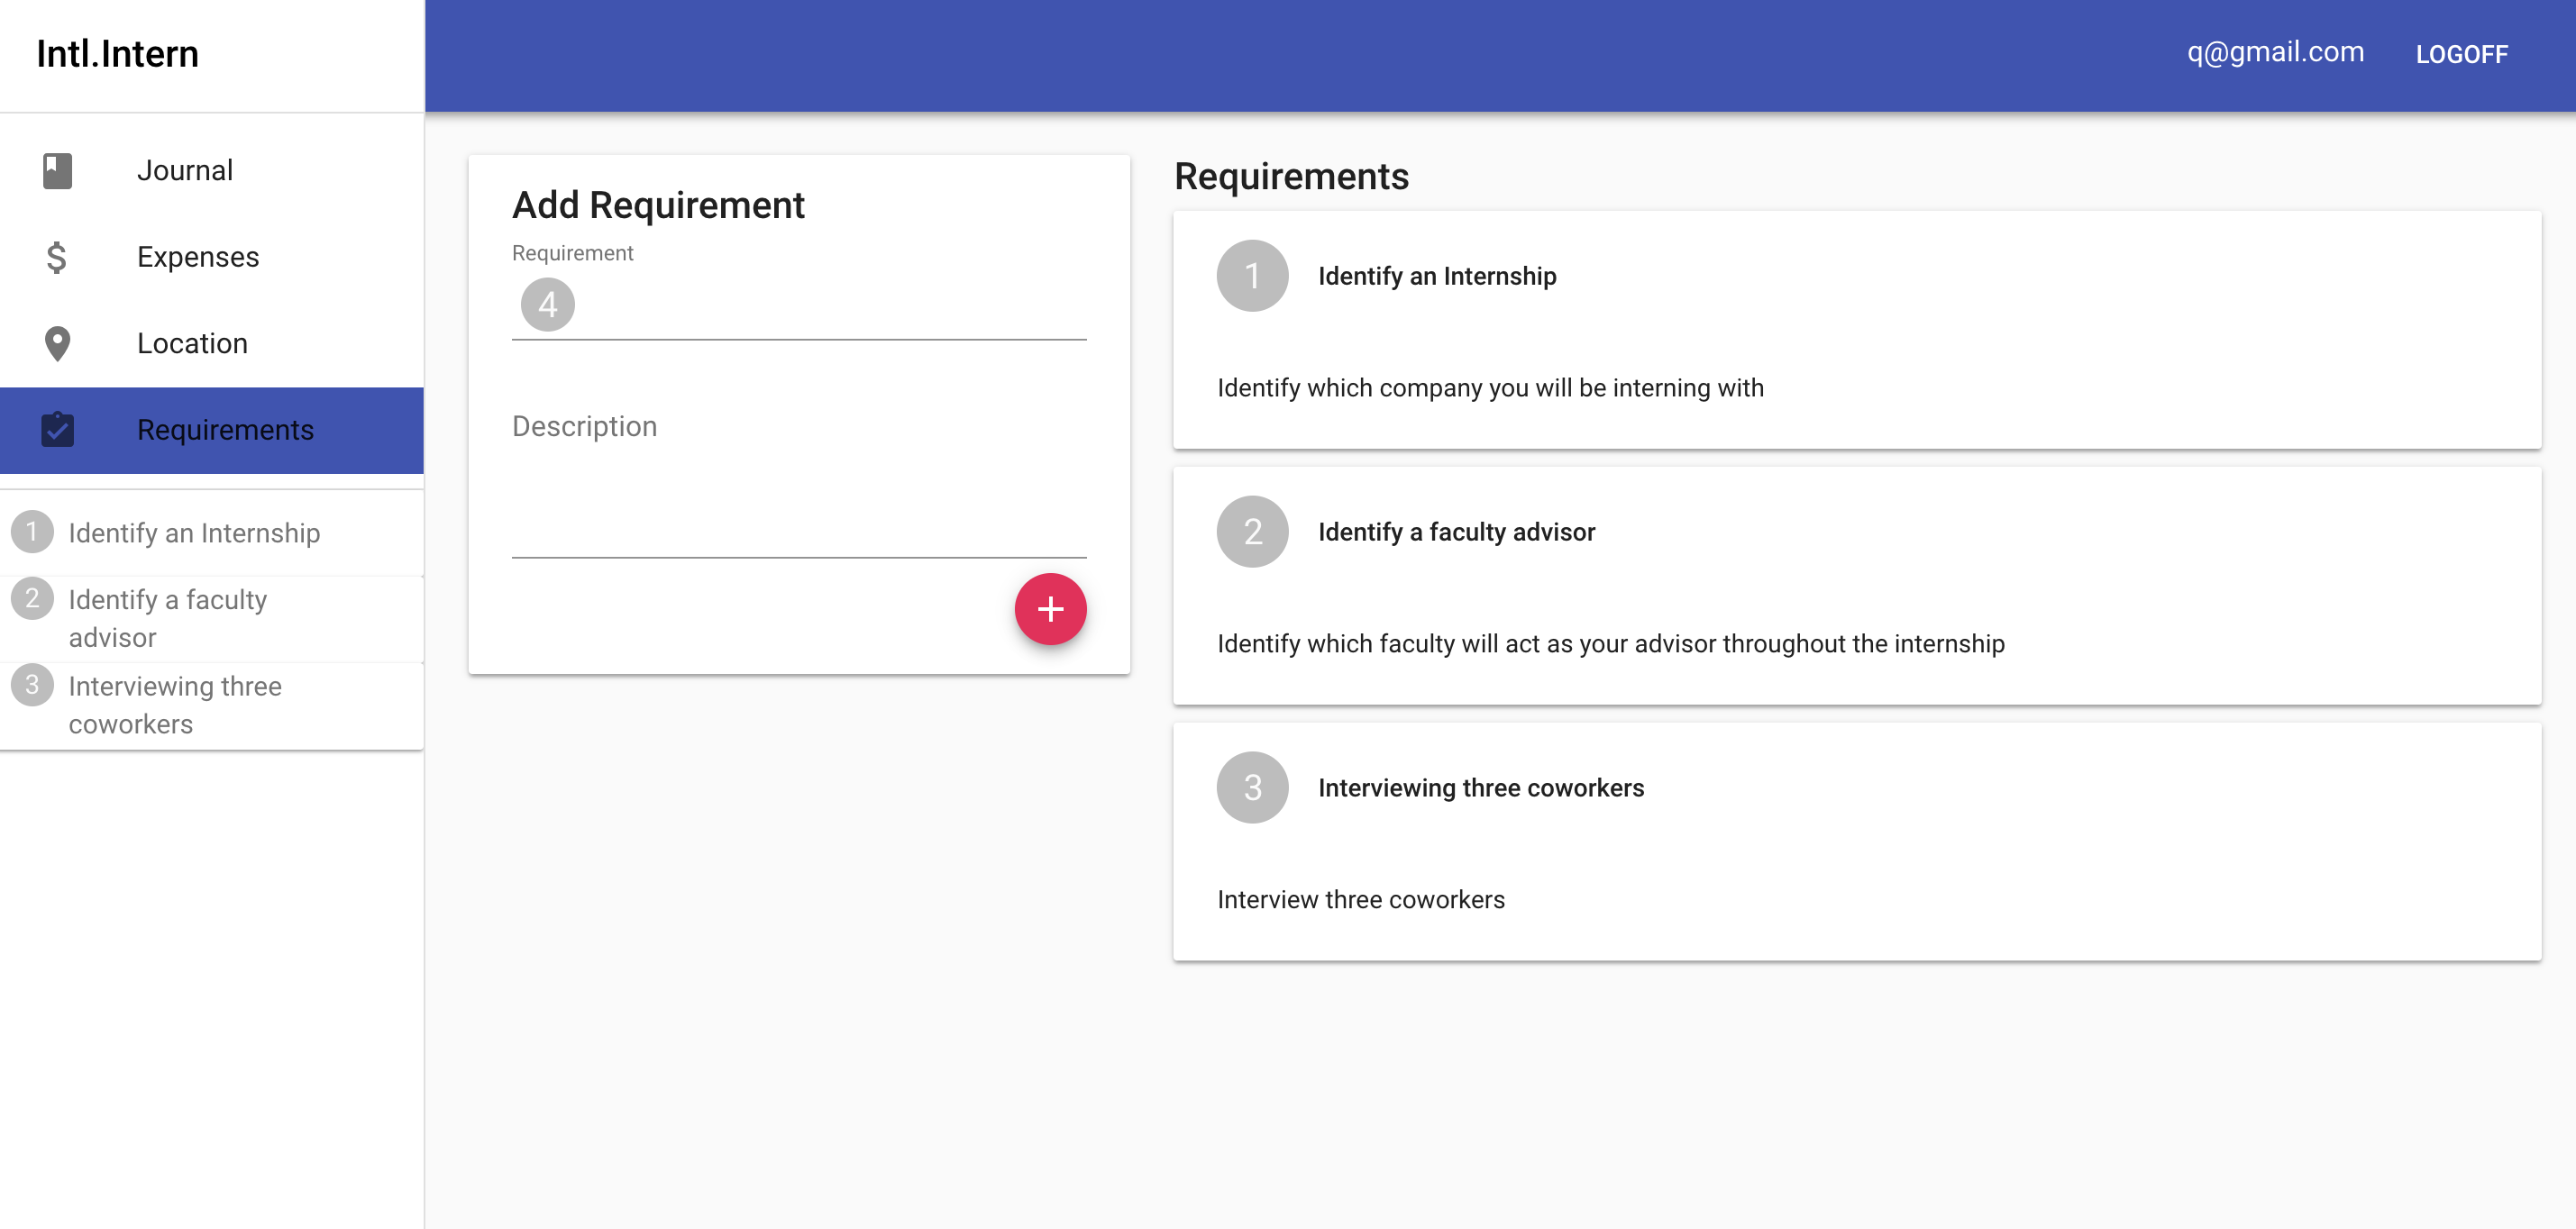 Intl.Intern
q@gmail.com
LOGOFF
Journal
Expenses
Location
Requirements
1 Identify an Internship
2 Identify a faculty
advisor
3 Interviewing three
coworkers
Add Requirement
Requirement
4
Description
Requirements
1 Identify an Internship
Identify which company you will be interning with
2 Identify a faculty advisor
Identify which faculty will act as your advisor throughout the internship
3 Interviewing three coworkers
Interview three coworkers